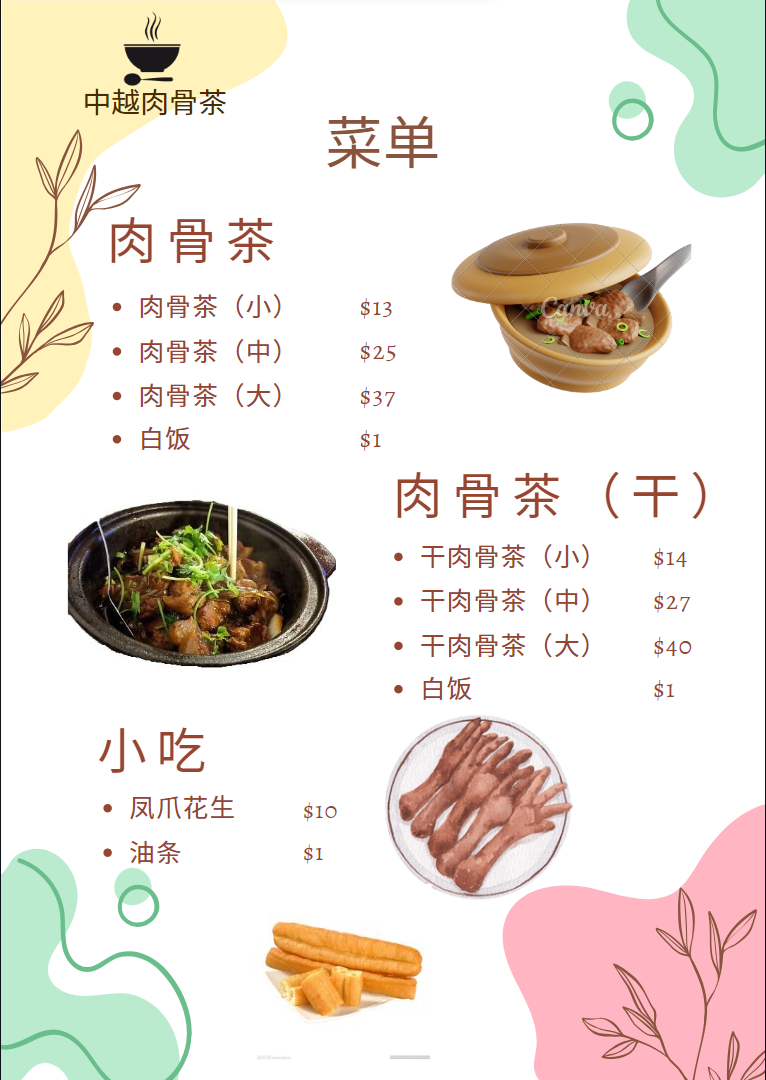 中越肉骨茶
菜单
肉骨茶
肉骨茶（小） $13
肉骨茶（中） $25
肉骨茶（大） $37
白饭 $1
Canva
肉骨茶（干）
干肉骨茶（小） $14
干肉骨茶（中） $27
干肉骨茶（大） $40
白饭 $1
小吃
凤爪花生 $10
油条 $1